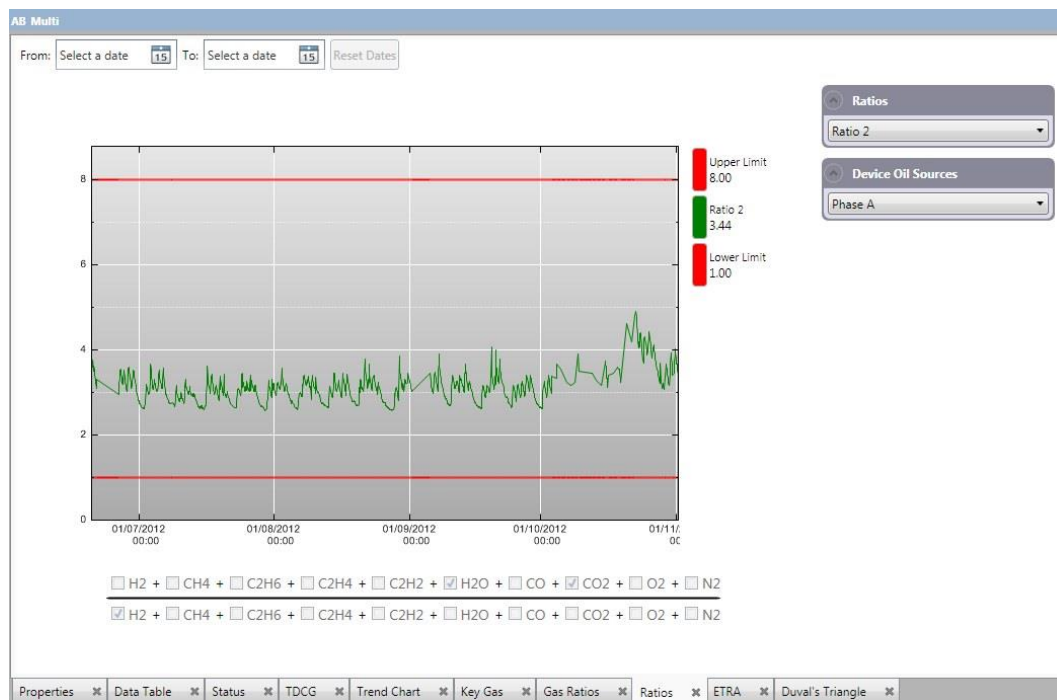 AB Multi
From: Select a date 15 To: Select a date 15 Reset Dates
Ratios
Ratio 2
Device Oil Sources
Phase A
Upper Limit
8.00
Ratio 2
3.44
Lower Limit
1.00
8
6
4
2
0
01/07/2012 01/08/2012 01/09/2012 01/10/2012 01/11/
00:00 00:00 00:00 00:00
H2 + CH4 + C2H6 + C2H4 + C2H2 + H2O + CO + CO2 + O2 + N2
H2 + CH4 + C2H6 + C2H4 + C2H2 + H2O + CO + CO2 + O2 + N2
Properties Data Table Status TDCG Trend Chart Key Gas Gas Ratios Ratios ETRA Duval's Triangle